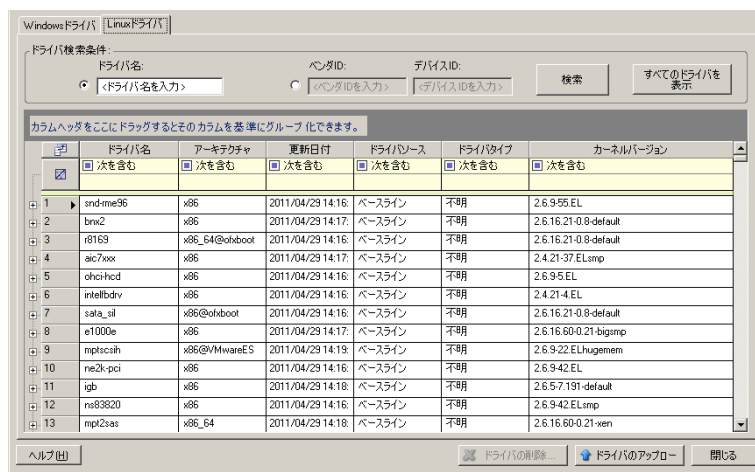 Windowsドライバ Linuxドライバ
ドライバ検索条件:
ドライバ名: ベンダID: デバイスID:
<ドライバ名を入力> <ベンダIDを入力> <デバイスIDを入力> 検索 すべてのドライバを
表示
カラムヘッダをここにドラッグするとそのカラムを基準にグループ化できます。
ドライバ名 アーキテクチャ 更新日付 ドライバソース ドライバタイプ カーネルバージョン
次を含む 次を含む 次を含む 次を含む 次を含む 次を含む
1 snd-rme96 x86 2011/04/29 14:16: ベースライン 不明 2.6.9-55.EL
2 bnx2 x86 2011/04/29 14:17: ベースライン 不明 2.6.16.21-0.8-default
3 r8169 x86_64@ofxboot 2011/04/29 14:16: ベースライン 不明 2.6.16.21-0.8-default
4 aic7xxx x86 2011/04/29 14:17: ベースライン 不明 2.4.21-37.ELsmp
5 ohci-hcd x86 2011/04/29 14:16: ベースライン 不明 2.6.9-5.EL
6 intelfbdrv x86 2011/04/29 14:16: ベースライン 不明 2.4.21-4.EL
7 sata_sil x86@ofxboot 2011/04/29 14:16: ベースライン 不明 2.6.16.21-0.8-default
8 e1000e x86 2011/04/29 14:17: ベースライン 不明 2.6.16.60-0.21-bigsmp
9 mptscsih x86@VMwareES 2011/04/29 14:19: ベースライン 不明 2.6.9-22.ELhugemem
10 ne2k-pci x86 2011/04/29 14:16: ベースライン 不明 2.6.9-42.EL
11 igb x86 2011/04/29 14:18: ベースライン 不明 2.6.5-7.191-default
12 ns83820 x86 2011/04/29 14:16: ベースライン 不明 2.6.9-42.ELsmp
13 mpt2sas x86_64 2011/04/29 14:18: ベースライン 不明 2.6.16.60-0.21-xen
ヘルプ(H) ドライバの削除... ドライバのアップロー 閉じる